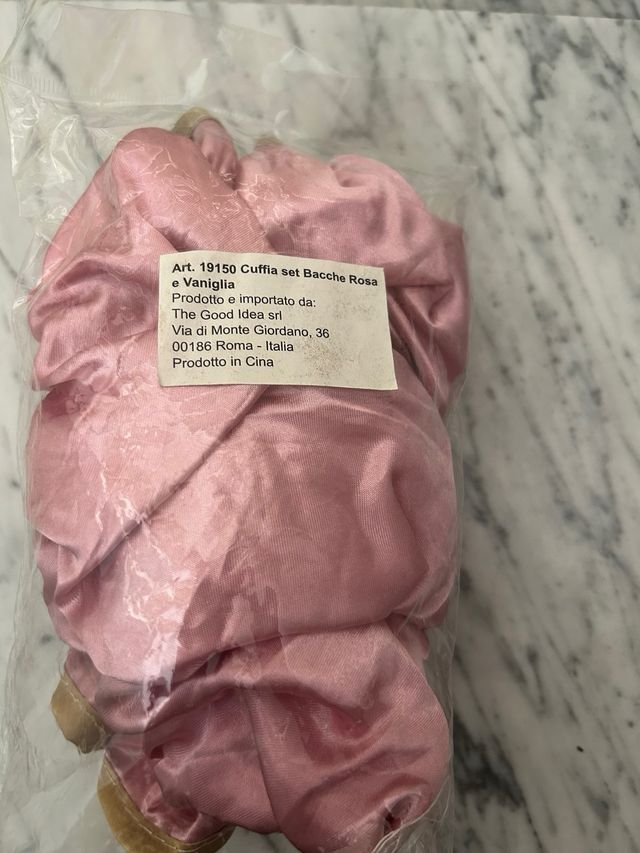 Art. 19150 Cuffia set Bacche Rosa
e Vaniglia
Prodotto e importato da:
The Good Idea srl
Via di Monte Giordano, 36
00186 Roma - Italia
Prodotto in Cina